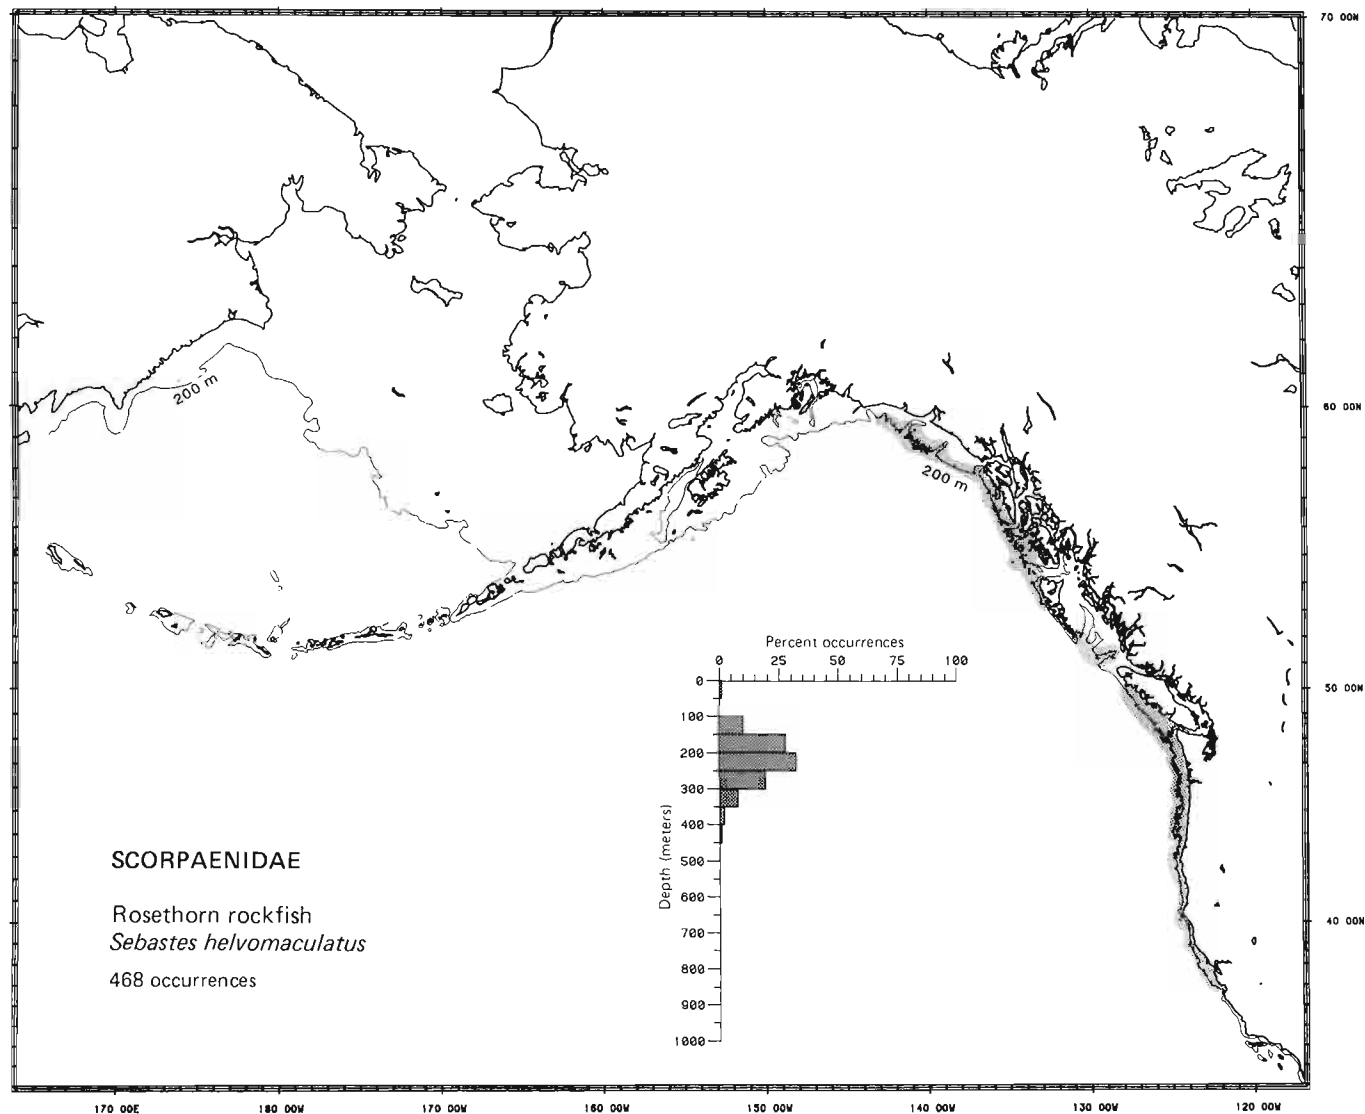 70 00N
200 m
60 00N
200 m
Percent occurrences
0 25 50 75 100
50 00N
0
100
200
300
400
500
600
700
800
900
1000
Depth (meters)
40 00N
SCORPAENIDAE
Rosethorn rockfish
Sebastes helvomaculatus
468 occurrences
170 00E 180 00W 170 00W 160 00W 150 00W 140 00W 130 00W 120 00W